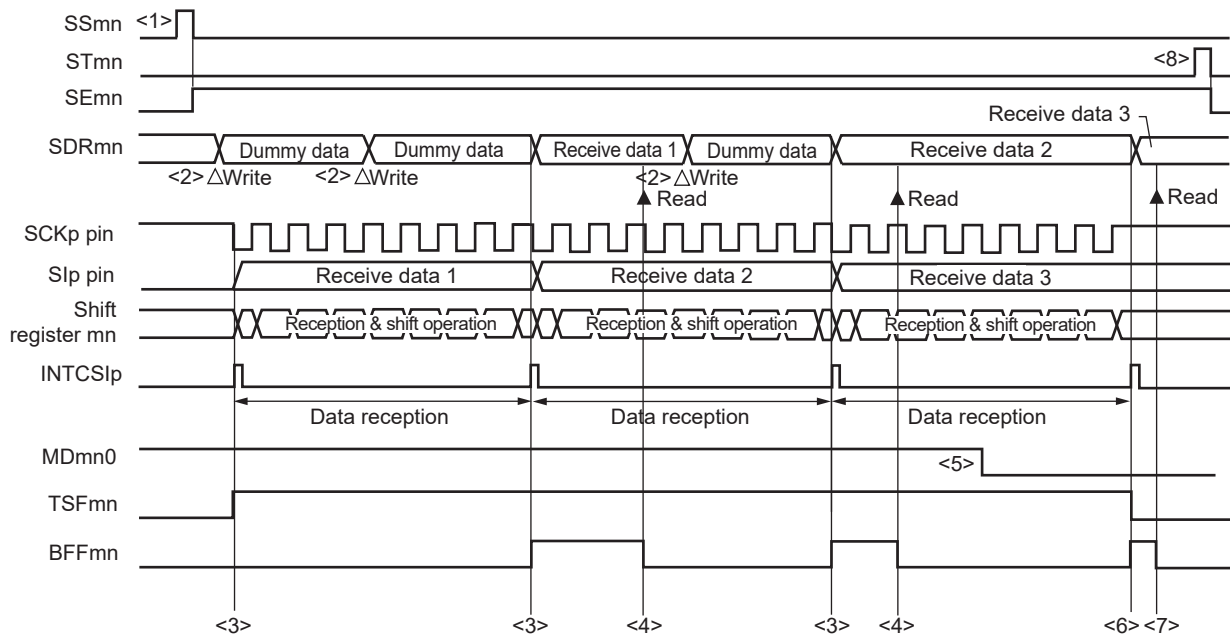 SSmn <1>
STmn <8>
SEmn
Receive data 3
SDRmn Dummy data Dummy data Receive data 1 Dummy data Receive data 2
<2> △Write <2> △Write <2> △Write
▲ Read ▲ Read ▲ Read
SCKp pin
SIp pin Receive data 1 Receive data 2 Receive data 3
Shift
register mn Reception & shift operation Reception & shift operation Reception & shift operation
INTCSIp
Data reception Data reception Data reception
MDmn0 <5>
TSFmn
BFFmn
<3> <3> <4> <3> <4> <6> <7>